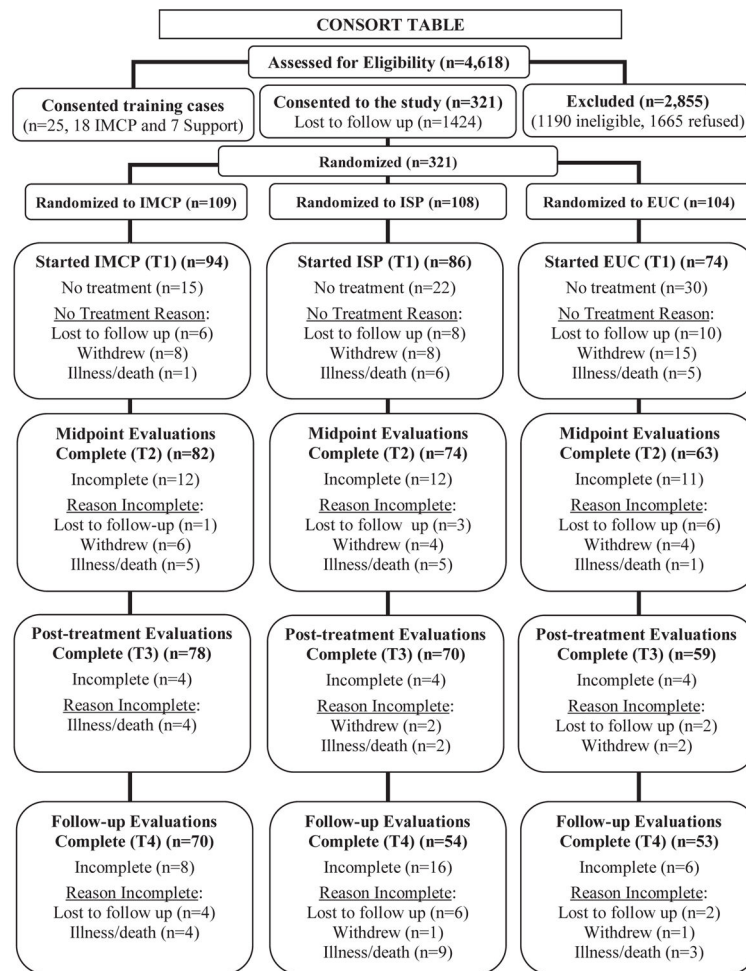 CONSORT TABLE
Assessed for Eligibility (n=4,618)
Consented training cases
(n=25, 18 IMCP and 7 Support)
Consented to the study (n=321)
Lost to follow up (n=1424)
Excluded (n=2,855)
(1190 ineligible, 1665 refused)
Randomized (n=321)
Randomized to IMCP (n=109)
Randomized to ISP (n=108)
Randomized to EUC (n=104)
Started IMCP (T1) (n=94)
No treatment (n=15)
No Treatment Reason:
Lost to follow up (n=6)
Withdrew (n=8)
Illness/death (n=1)
Started ISP (T1) (n=86)
No treatment (n=22)
No Treatment Reason:
Lost to follow up (n=8)
Withdrew (n=8)
Illness/death (n=6)
Started EUC (T1) (n=74)
No treatment (n=30)
No Treatment Reason:
Lost to follow up (n=10)
Withdrew (n=15)
Illness/death (n=5)
Midpoint Evaluations
Complete (T2) (n=82)
Incomplete (n=12)
Reason Incomplete:
Lost to follow-up (n=1)
Withdrew (n=6)
Illness/death (n=5)
Midpoint Evaluations
Complete (T2) (n=74)
Incomplete (n=12)
Reason Incomplete:
Lost to follow up (n=3)
Withdrew (n=4)
Illness/death (n=5)
Midpoint Evaluations
Complete (T2) (n=63)
Incomplete (n=11)
Reason Incomplete:
Lost to follow up (n=6)
Withdrew (n=4)
Illness/death (n=1)
Post-treatment Evaluations
Complete (T3) (n=78)
Incomplete (n=4)
Reason Incomplete:
Illness/death (n=4)
Post-treatment Evaluations
Complete (T3) (n=70)
Incomplete (n=4)
Reason Incomplete:
Withdrew (n=2)
Illness/death (n=2)
Post-treatment Evaluations
Complete (T3) (n=59)
Incomplete (n=4)
Reason Incomplete:
Lost to follow up (n=2)
Withdrew (n=2)
Follow-up Evaluations
Complete (T4) (n=70)
Incomplete (n=8)
Reason Incomplete:
Lost to follow up (n=4)
Illness/death (n=4)
Follow-up Evaluations
Complete (T4) (n=54)
Incomplete (n=16)
Reason Incomplete:
Lost to follow up (n=6)
Withdrew (n=1)
Illness/death (n=9)
Follow-up Evaluations
Complete (T4) (n=53)
Incomplete (n=6)
Reason Incomplete:
Lost to follow up (n=2)
Withdrew (n=1)
Illness/death (n=3)